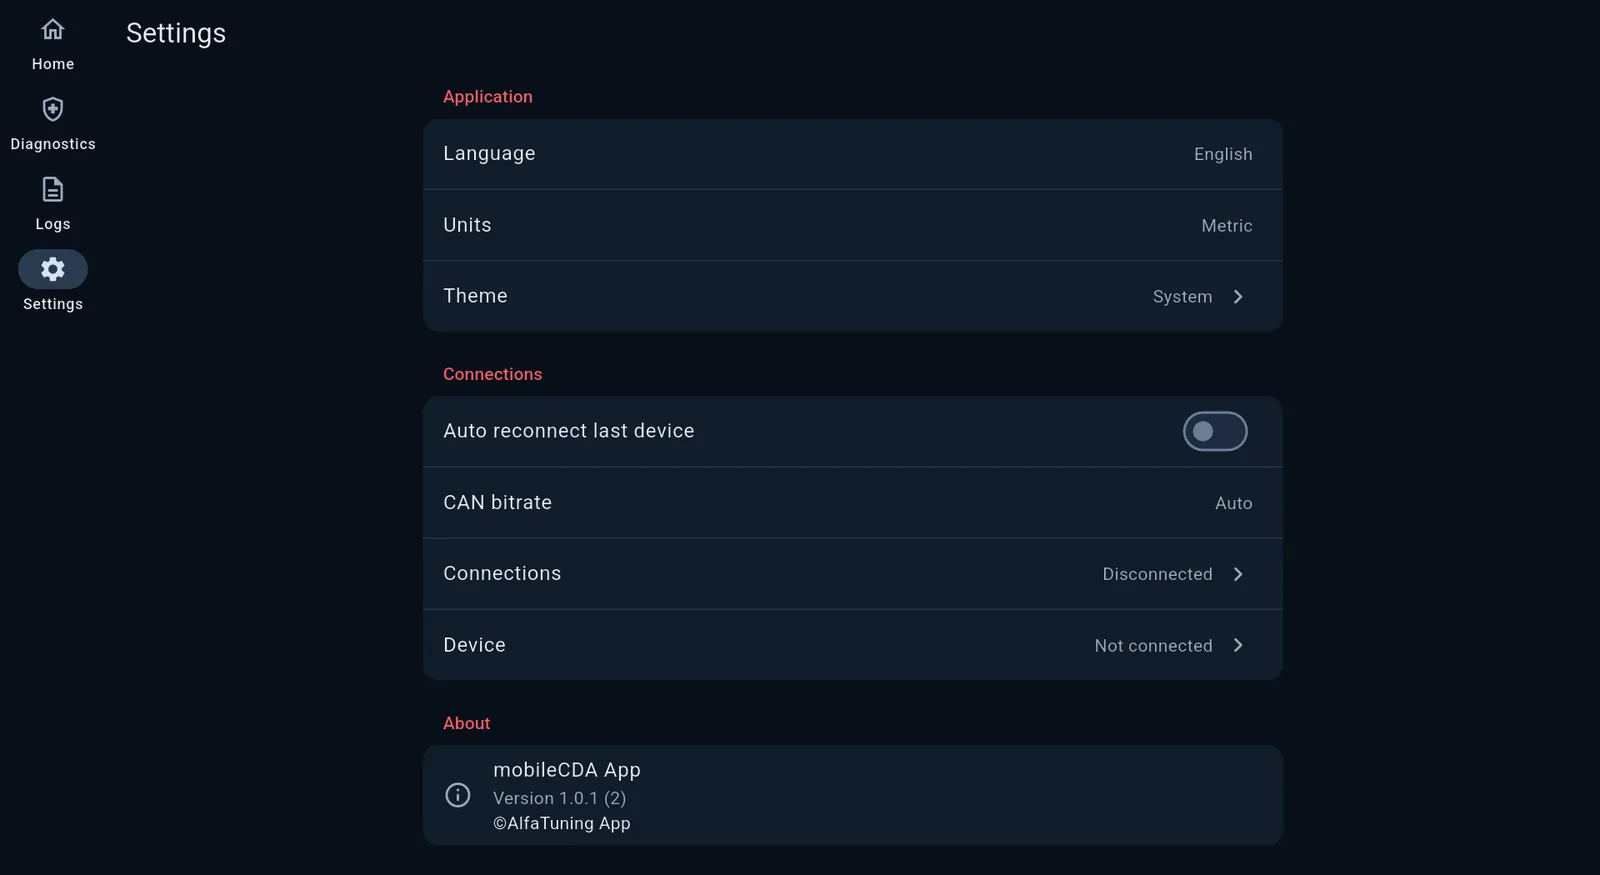 Home
Diagnostics
Logs
Settings
Settings
Application
Language English
Units Metric
Theme System
Connections
Auto reconnect last device
CAN bitrate Auto
Connections Disconnected
Device Not connected
About
mobileCDA App
Version 1.0.1 (2)
©AlfaTuning App